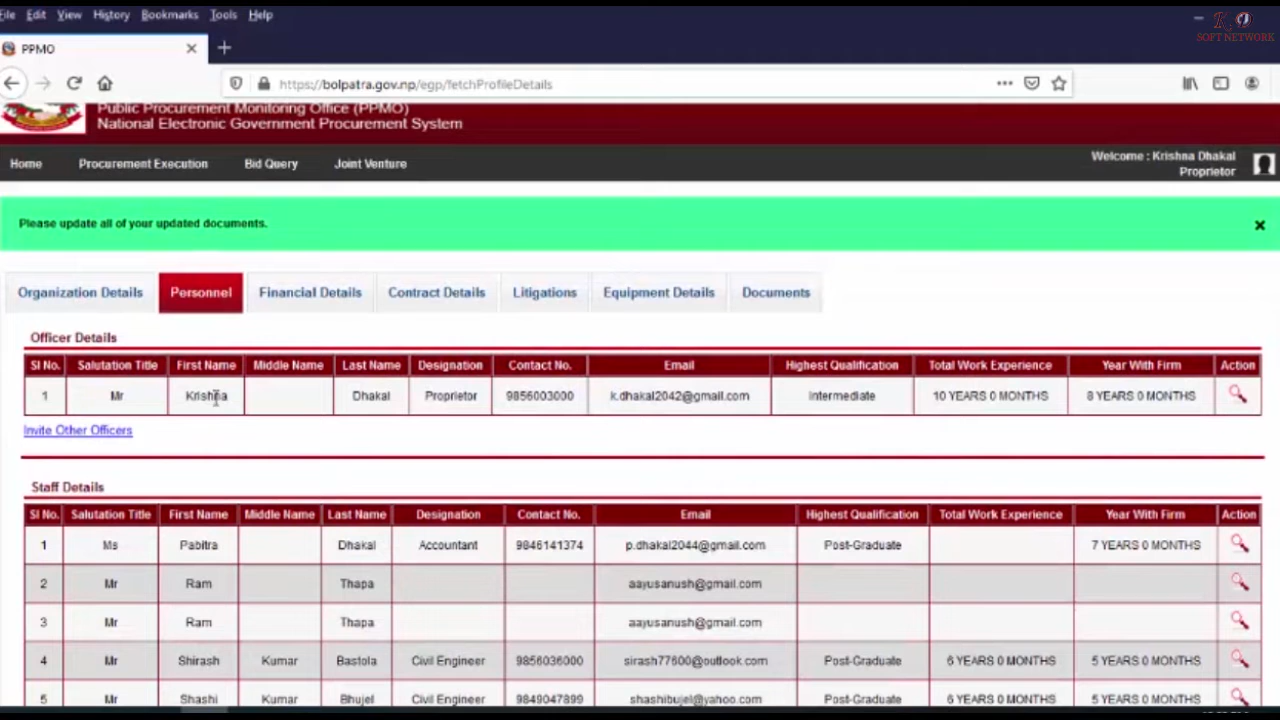 File Edit View History Bookmarks Tools Help
R D
SOFT NETWORK
PPMO
https://bolpatra.gov.np/egp/fetchProfileDetails
Public Procurement Monitoring Office (PPMO)
National Electronic Government Procurement System
Home Procurement Execution Bid Query Joint Venture Welcome : Krishna Dhakal
Proprietor
Please update all of your updated documents.
Organization Details Personnel Financial Details Contract Details Litigations Equipment Details Documents
Officer Details
Sl No. Salutation Title First Name Middle Name Last Name Designation Contact No. Email Highest Qualification Total Work Experience Year With Firm Action
1 Mr Krishna Dhakal Proprietor 9856003000 k.dhakal2042@gmail.com Intermediate 10 YEARS 0 MONTHS 8 YEARS 0 MONTHS
Invite Other Officers
Staff Details
Sl No. Salutation Title First Name Middle Name Last Name Designation Contact No. Email Highest Qualification Total Work Experience Year With Firm Action
1 Ms Pabitra Dhakal Accountant 9846141374 p.dhakal2044@gmail.com Post-Graduate 7 YEARS 0 MONTHS
2 Mr Ram Thapa aayusanush@gmail.com
3 Mr Ram Thapa aayusanush@gmail.com
4 Mr Shirash Kumar Bastola Civil Engineer 9856036000 sirash77600@outlook.com Post-Graduate 6 YEARS 0 MONTHS 5 YEARS 0 MONTHS
5 Mr Shashi Kumar Bhujel Civil Engineer 9849047899 shashibujel@yahoo.com Post-Graduate 6 YEARS 0 MONTHS 5 YEARS 0 MONTHS